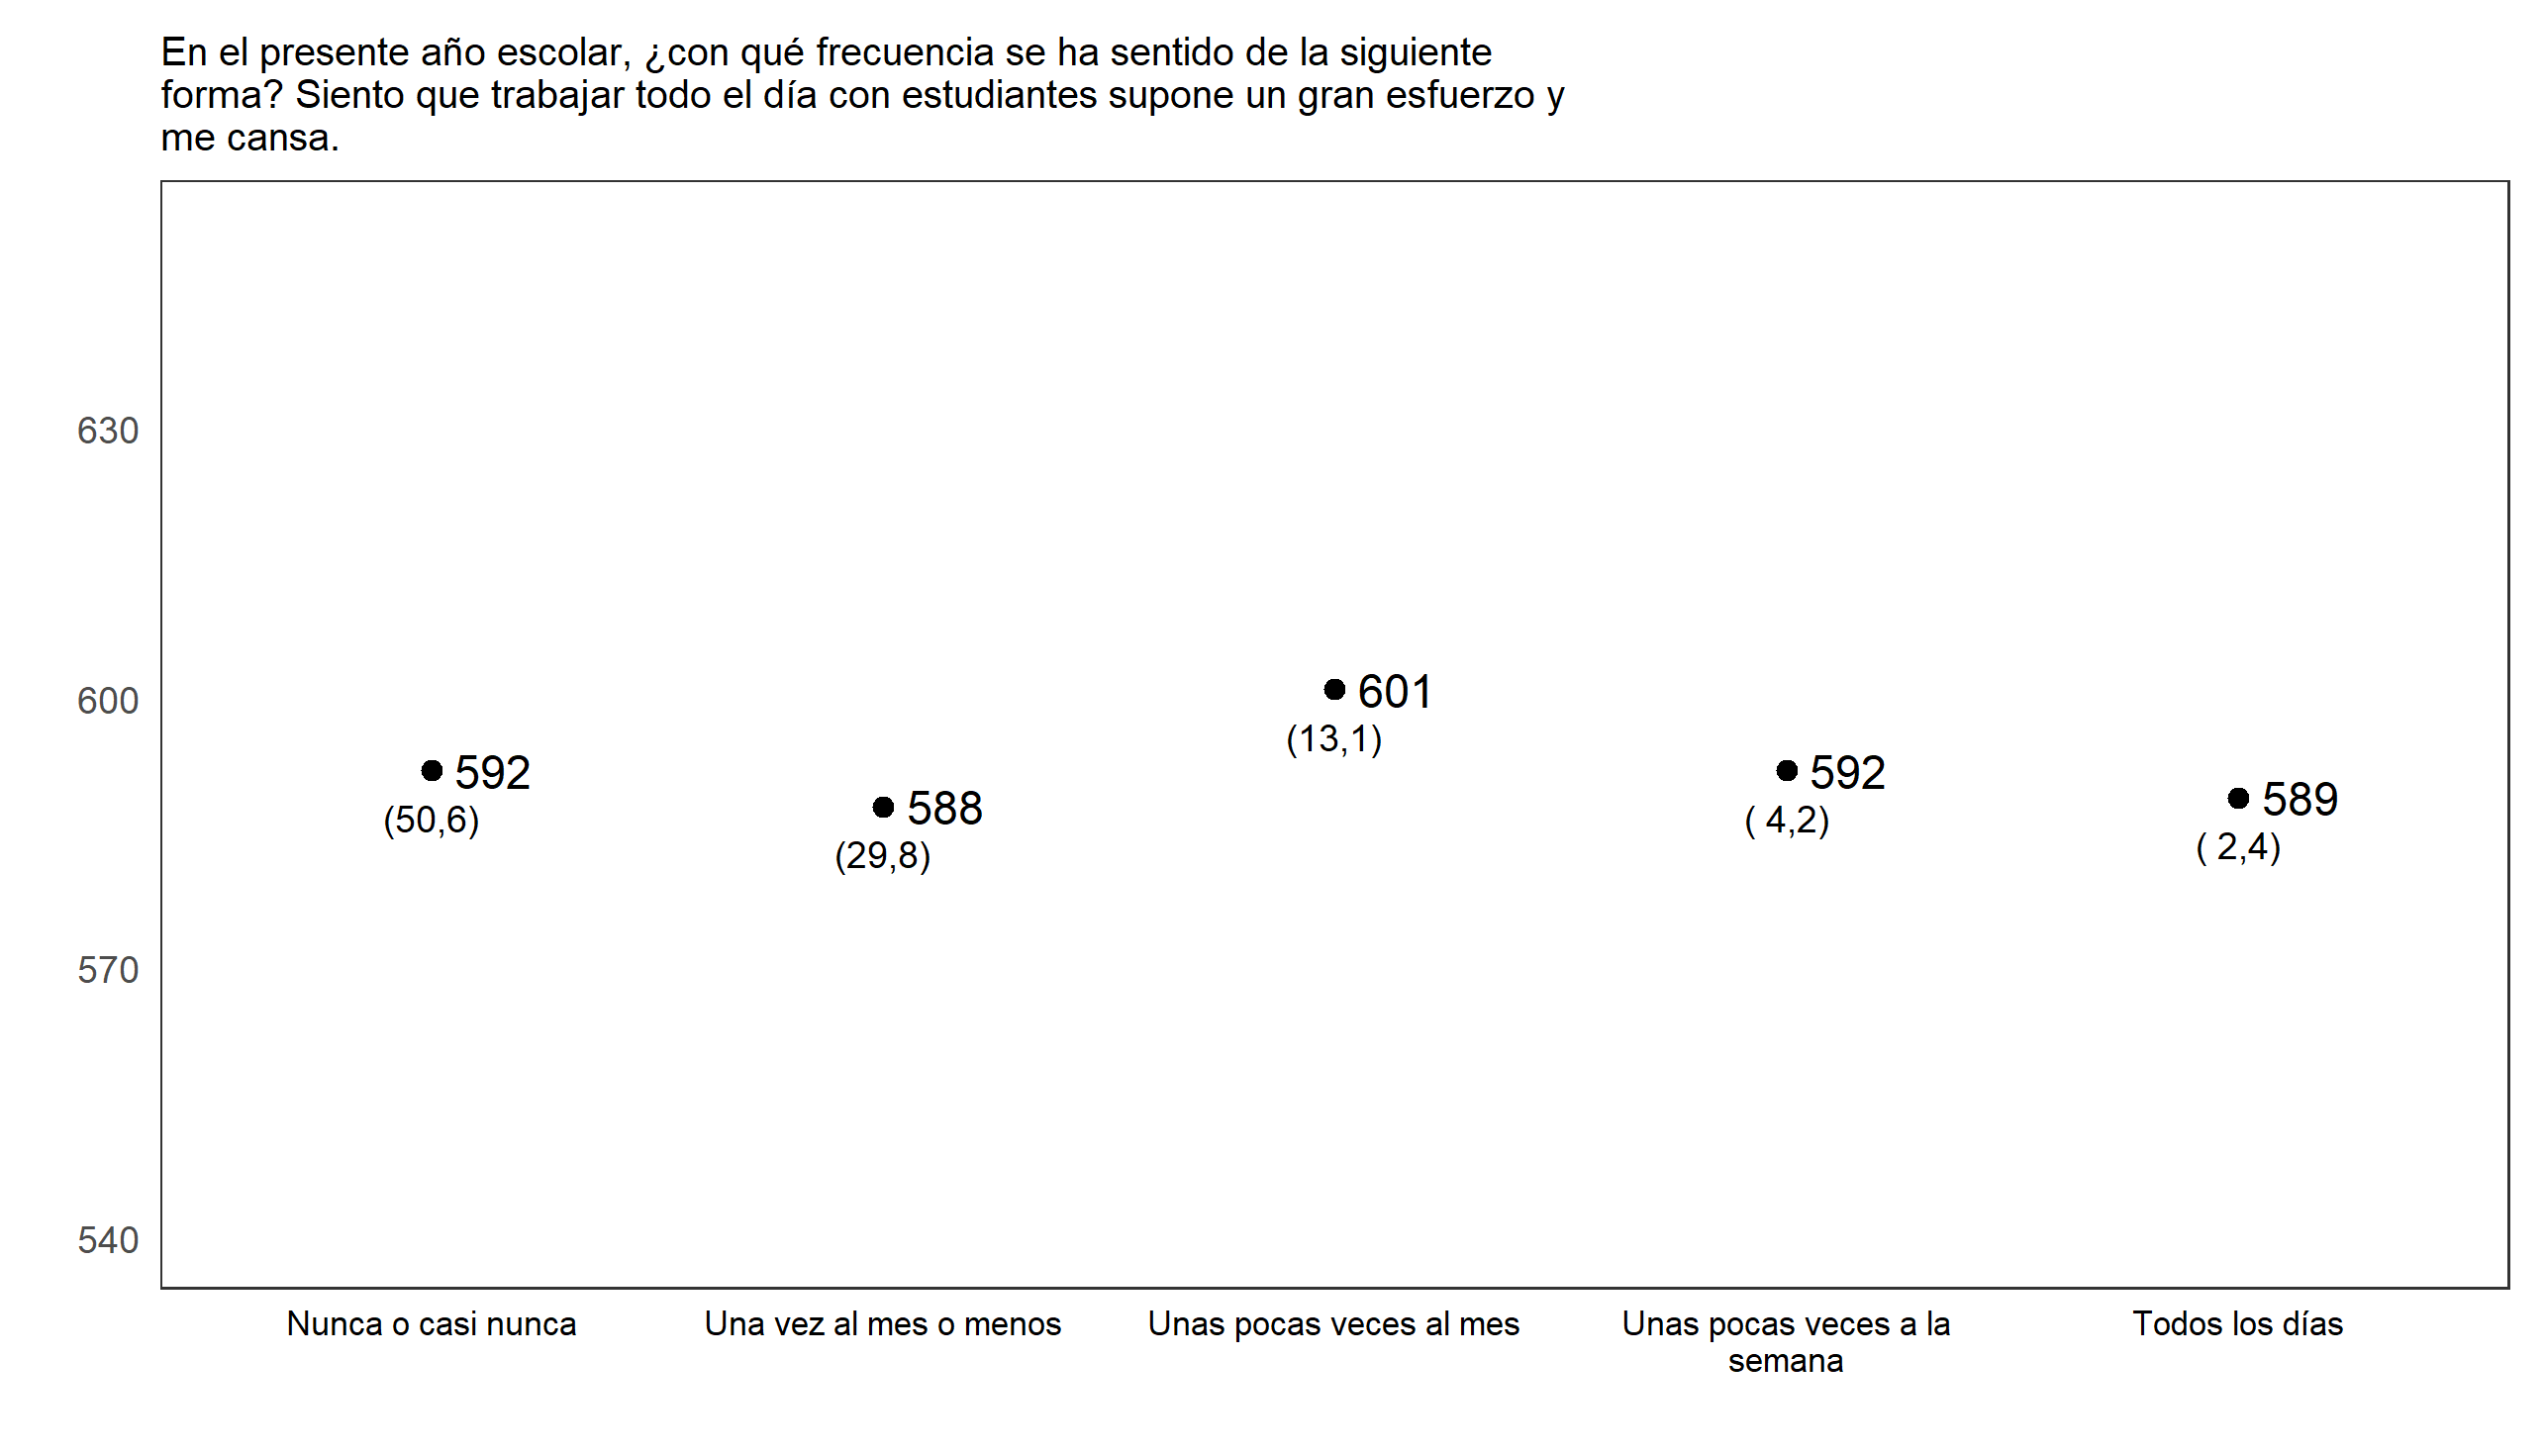 En el presente año escolar, ¿con qué frecuencia se ha sentido de la siguiente
forma? Siento que trabajar todo el día con estudiantes supone un gran esfuerzo y
me cansa.
630
600
570
540
592
(50,6)
588
(29,8)
601
(13,1)
592
( 4,2)
589
( 2,4)
Nunca o casi nunca
Una vez al mes o menos
Unas pocas veces al mes
Unas pocas veces a la
semana
Todos los días